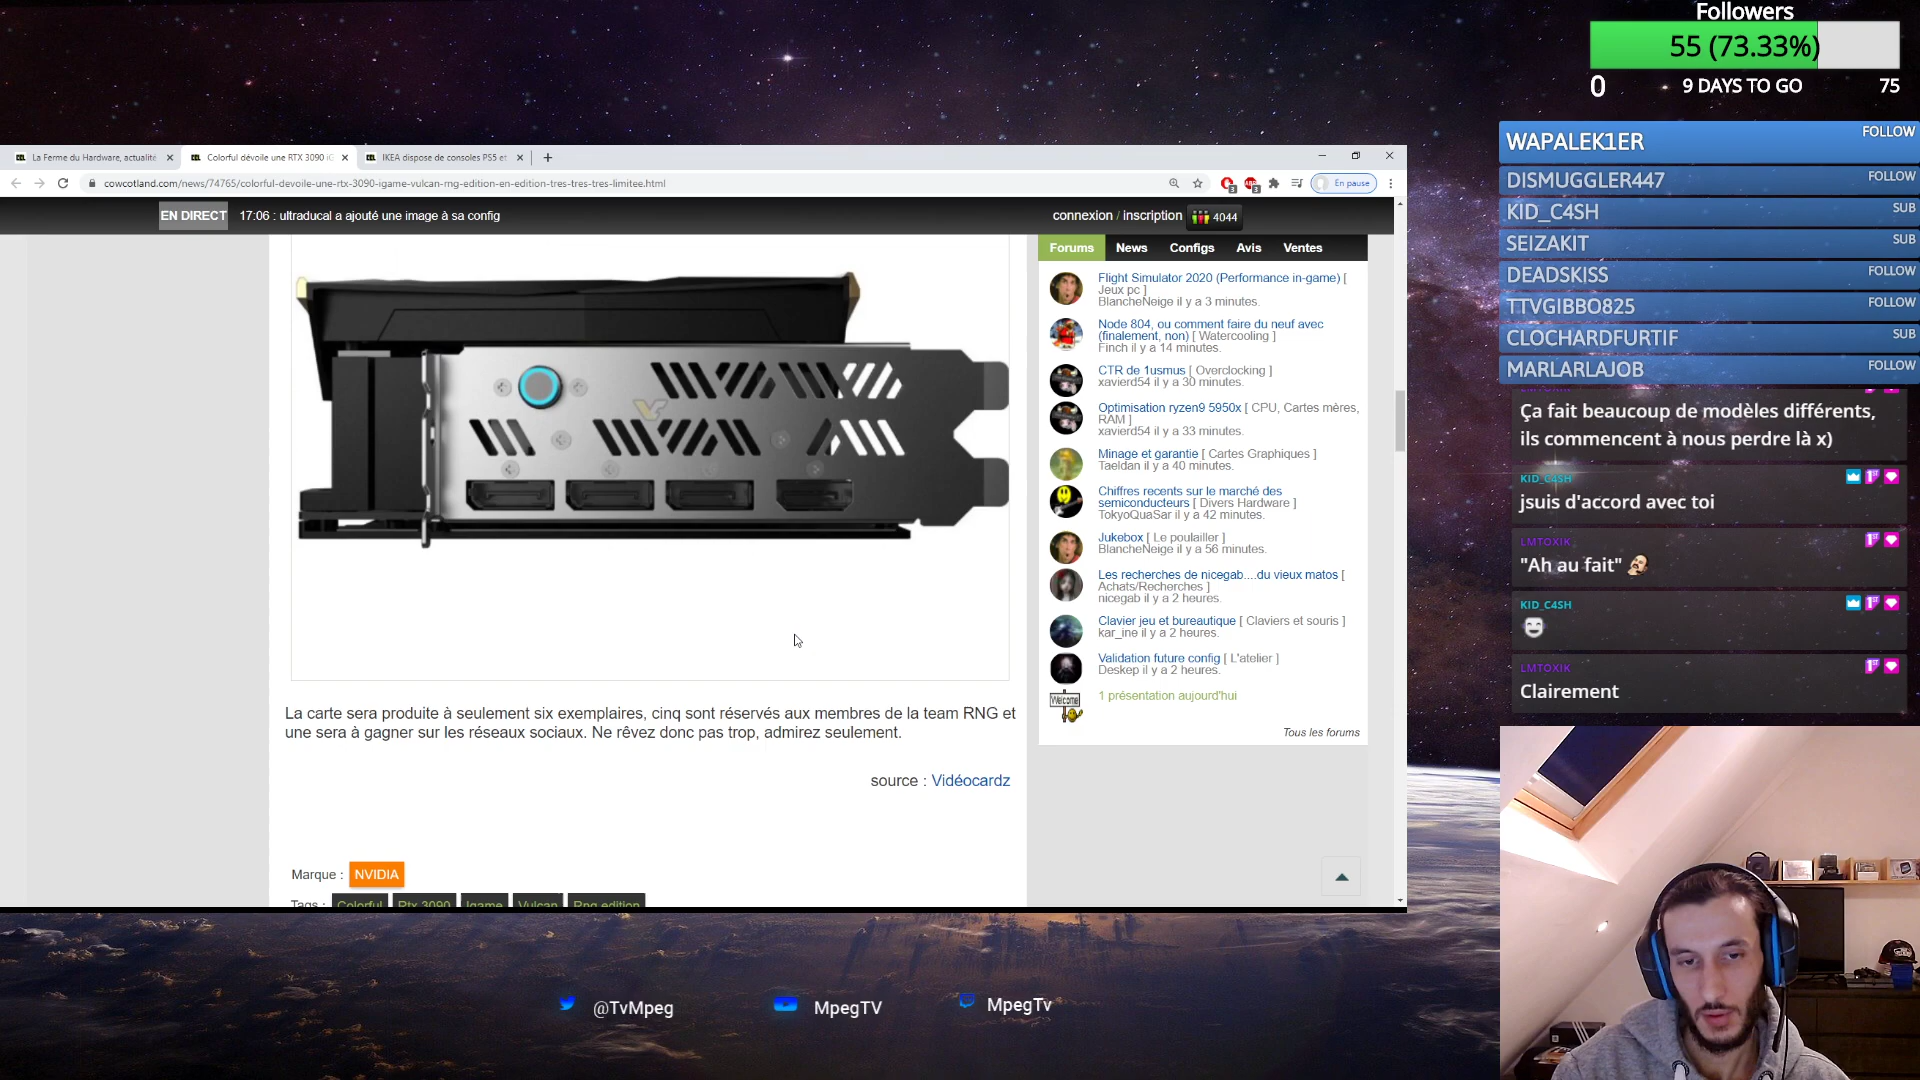 Followers
55 (73.33%)
0
9 DAYS TO GO
75
WAPALEK1ER FOLLOW
DISMUGGLER447 FOLLOW
KID_C4SH SUB
SEIZAKIT SUB
DEADSKISS FOLLOW
TTVGIBBO825 FOLLOW
CLOCHARDFURTIF SUB
MARLARLAJOB FOLLOW
La Ferme du Hardware, actualité
Colorful dévoile une RTX 3090 iG
IKEA dispose de consoles PS5 et
cowcotland.com/news/74765/colorful-devoile-une-rtx-3090-igame-vulcan-rng-edition-en-edition-tres-tres-tres-limitee.html
En pause
EN DIRECT 17:06 : ultraducal a ajouté une image à sa config
connexion / inscription 4044
Forums News Configs Avis Ventes
Flight Simulator 2020 (Performance in-game) [
Jeux pc ]
BlancheNeige il y a 3 minutes.
Node 804, ou comment faire du neuf avec
(finalement, non) [ Watercooling ]
Finch il y a 14 minutes.
CTR de 1usmus [ Overclocking ]
xavierd54 il y a 30 minutes.
Optimisation ryzen9 5950x [ CPU, Cartes mères,
RAM ]
xavierd54 il y a 33 minutes.
Minage et garantie [ Cartes Graphiques ]
Taeldan il y a 40 minutes.
Chiffres recents sur le marché des
semiconducteurs [ Divers Hardware ]
TokyoQuaSar il y a 42 minutes.
Jukebox [ Le poulailler ]
BlancheNeige il y a 56 minutes.
Les recherches de nicegab....du vieux matos [
Achats/Recherches ]
nicegab il y a 2 heures.
Clavier jeu et bureautique [ Claviers et souris ]
kar_ine il y a 2 heures.
Validation future config [ L'atelier ]
Deskep il y a 2 heures.
Welcome
1 présentation aujourd'hui
Tous les forums
La carte sera produite à seulement six exemplaires, cinq sont réservés aux membres de la team RNG et
une sera à gagner sur les réseaux sociaux. Ne rêvez donc pas trop, admirez seulement.
source : Vidéocardz
Marque : NVIDIA
Tags : Colorful Rtx 3090 Igame Vulcan Rng edition
LMTOXIK
Ça fait beaucoup de modèles différents,
ils commencent à nous perdre là x)
KID_C4SH
jsuis d'accord avec toi
LMTOXIK
"Ah au fait"
KID_C4SH
LMTOXIK
Clairement
@TvMpeg
MpegTV
MpegTv